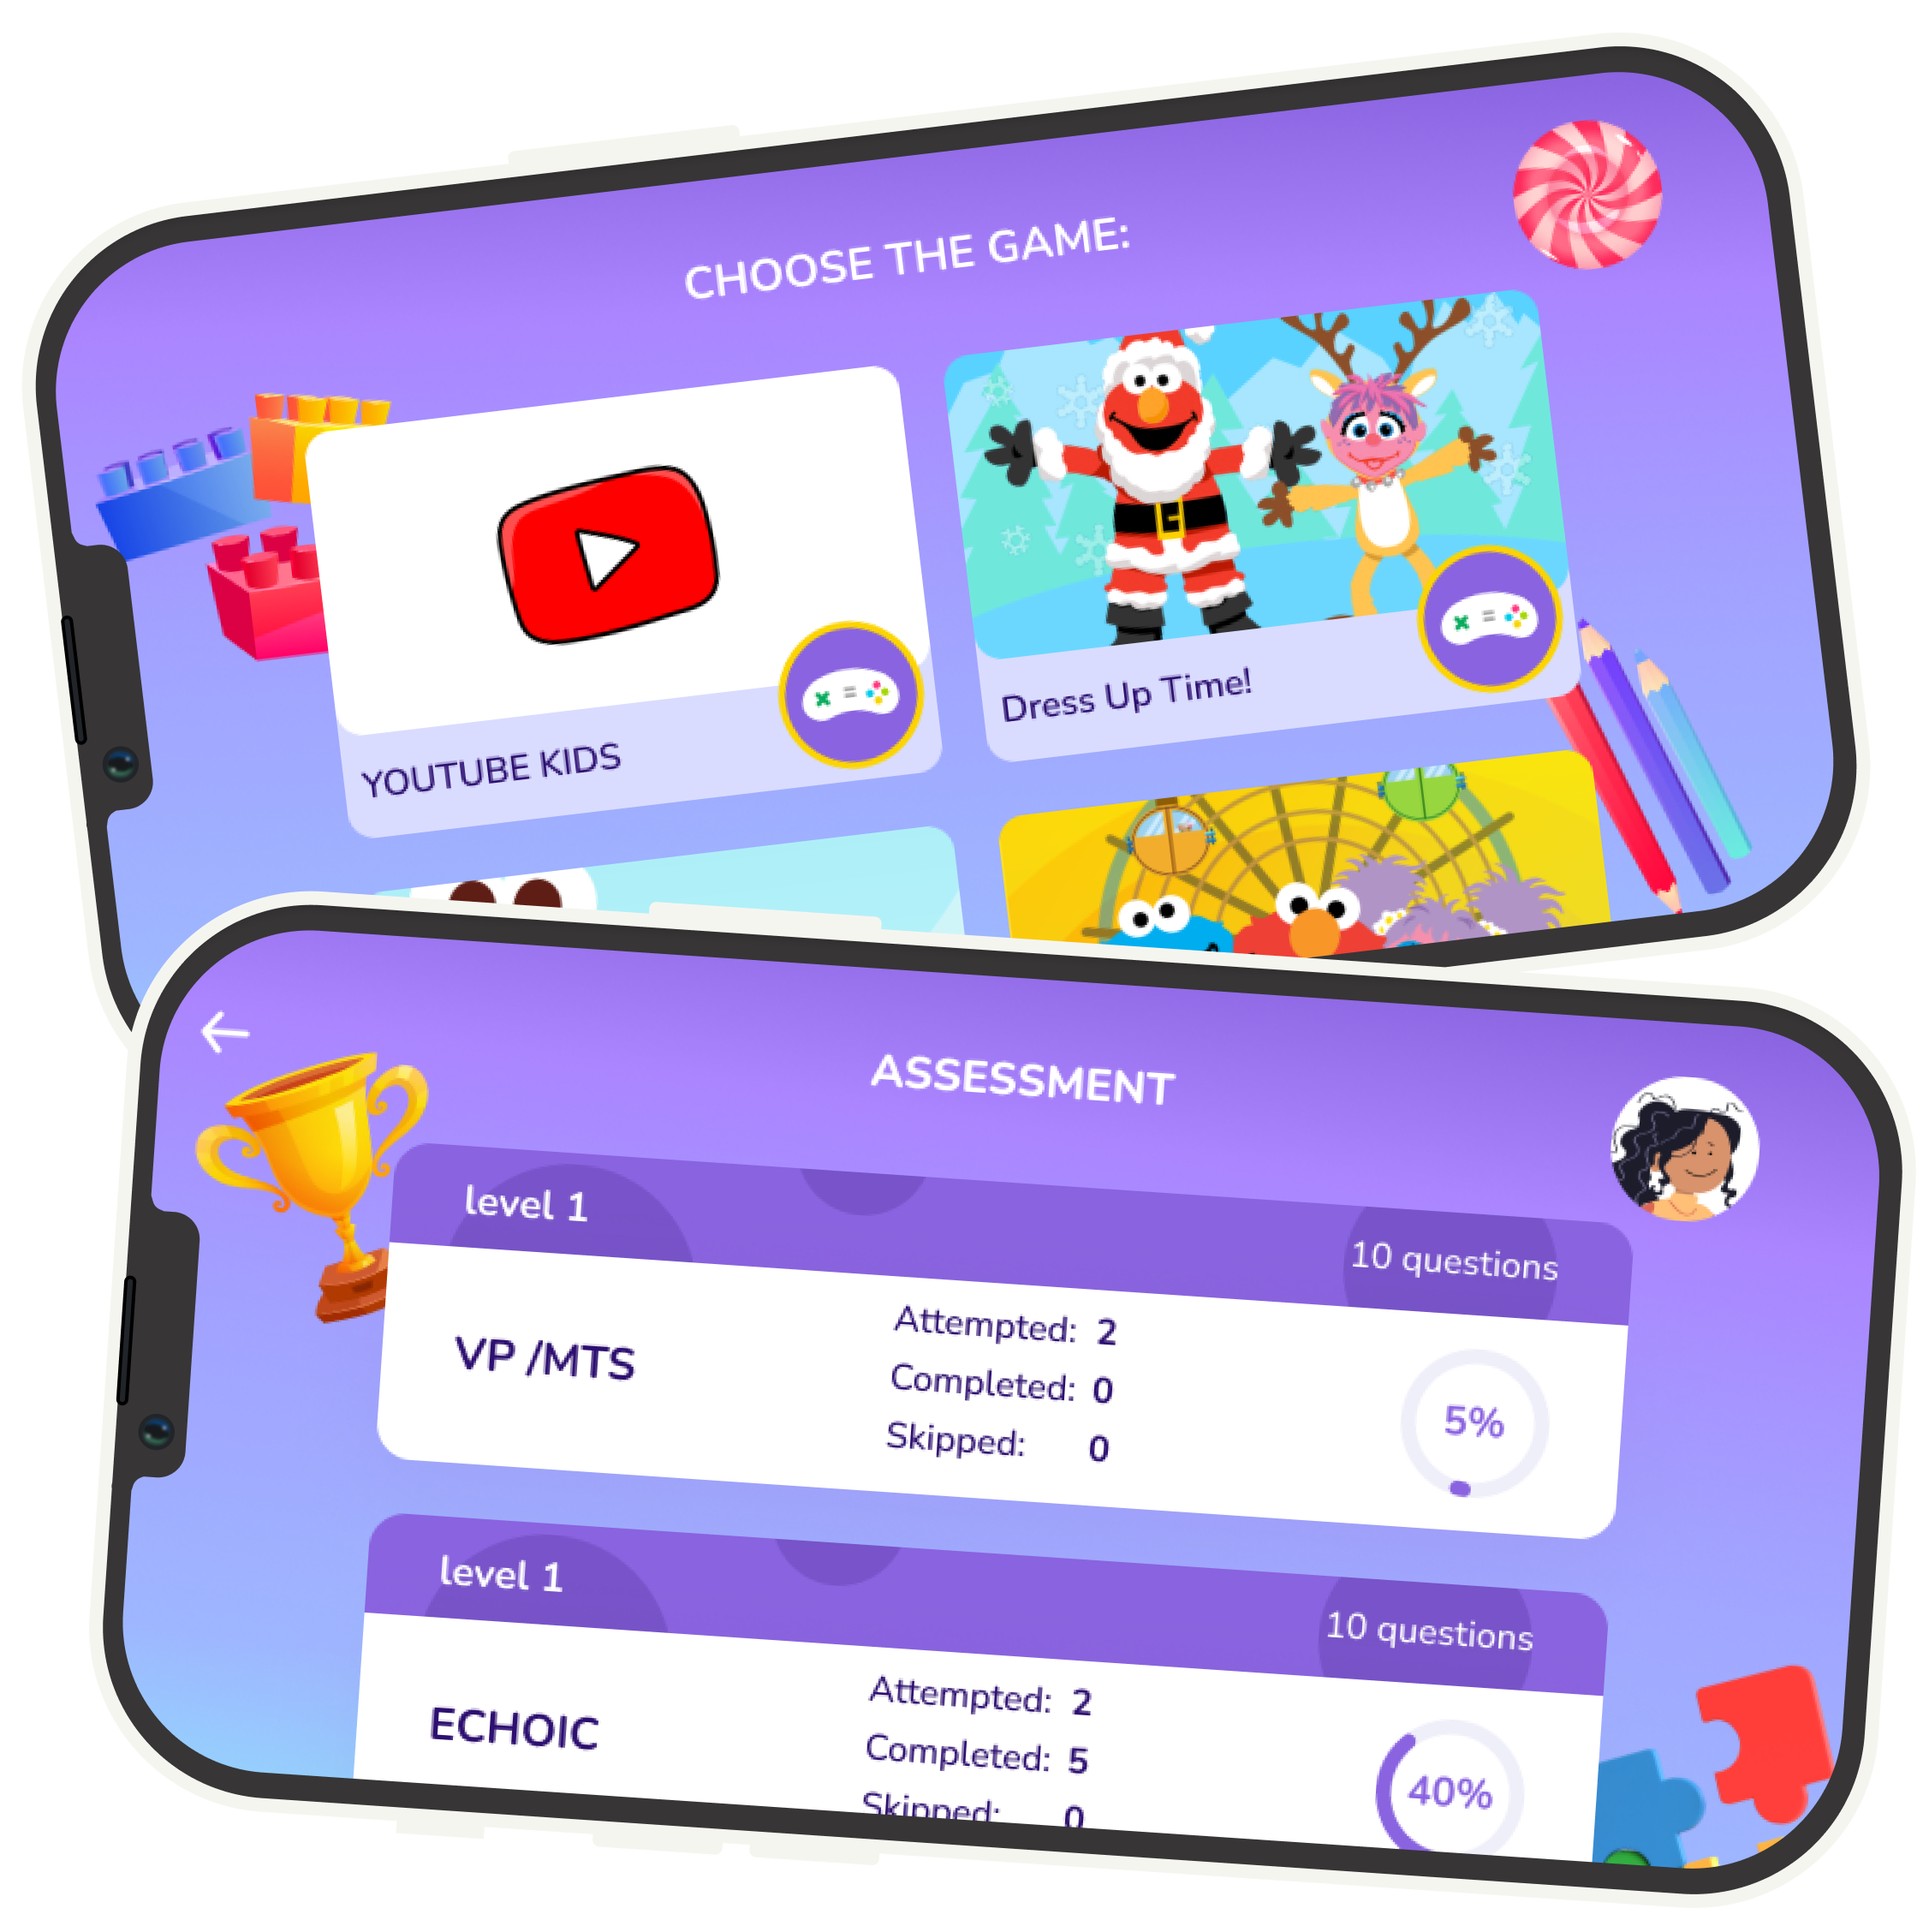 CHOOSE THE GAME:
YOUTUBE KIDS
Dress Up Time!
ASSESSMENT
level 1
10 questions
VP /MTS
Attempted: 2
Completed: 0
Skipped: 0
5%
level 1
10 questions
ECHOIC
Attempted: 2
Completed: 5
Skipped: 0
40%